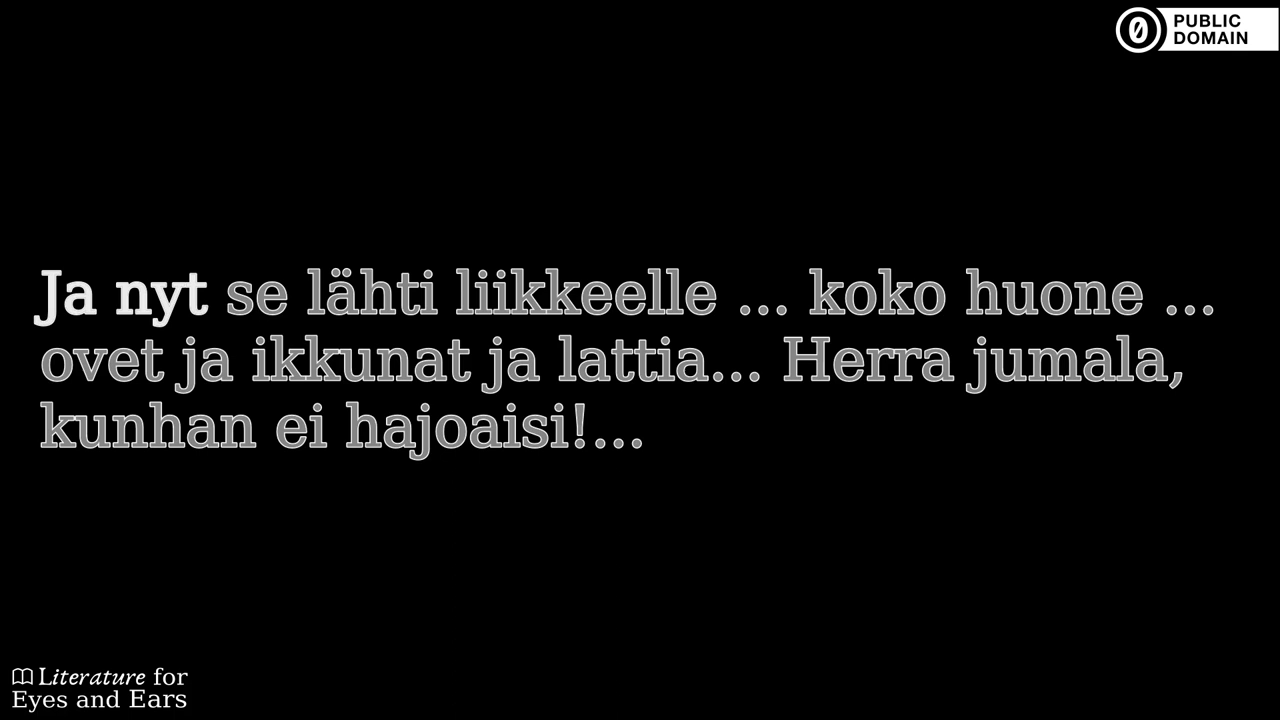 PUBLIC
DOMAIN
Ja nyt se lähti liikkeelle ... koko huone ...
ovet ja ikkunat ja lattia... Herra jumala,
kunhan ei hajoaisi!...
Literature for
Eyes and Ears